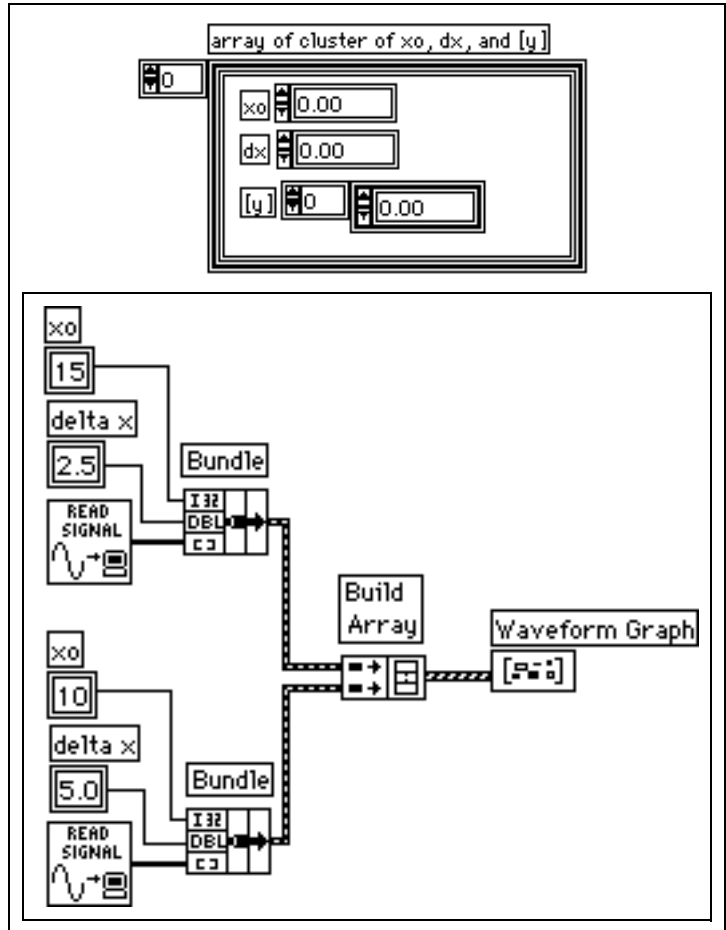 array of cluster of xo, dx, and [y]
0
xo 0.00
dx 0.00
[y] 0 0.00
xo
15
delta x
2.5
Bundle
READ
SIGNAL
I32
DBL
[ ]
Build
Array
Waveform Graph
xo
10
delta x
5.0
Bundle
READ
SIGNAL
I32
DBL
[ ]